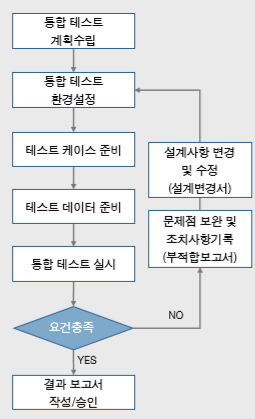 통합 테스트
계획수립
통합 테스트
환경설정
테스트 케이스 준비
테스트 데이터 준비
통합 테스트 실시
요건충족
NO
YES
결과 보고서
작성/승인
설계사항 변경
및 수정
(설계변경서)
문제점 보완 및
조치사항기록
(부적합보고서)